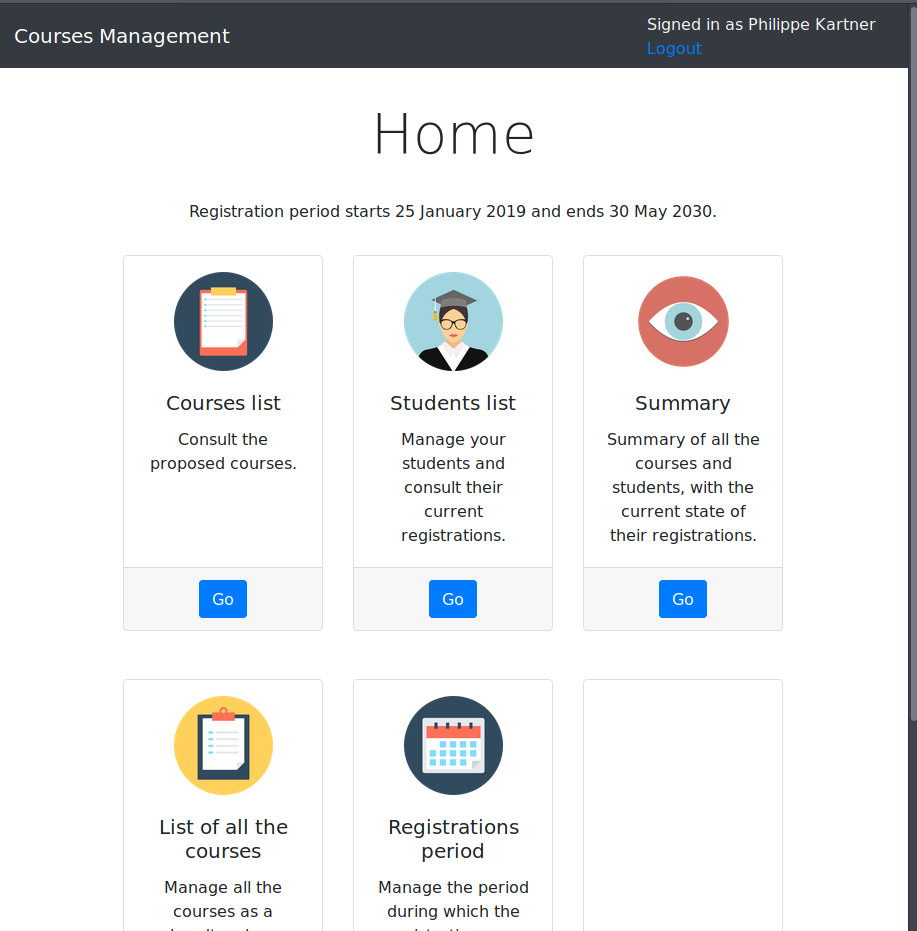 Courses Management
Signed in as Philippe Kartner
Logout
Home
Registration period starts 25 January 2019 and ends 30 May 2030.
Courses list
Consult the
proposed courses.
Go
Students list
Manage your
students and
consult their
current
registrations.
Go
Summary
Summary of all the
courses and
students, with the
current state of
their registrations.
Go
List of all the
courses
Manage all the
courses as a
Registrations
period
Manage the period
during which the